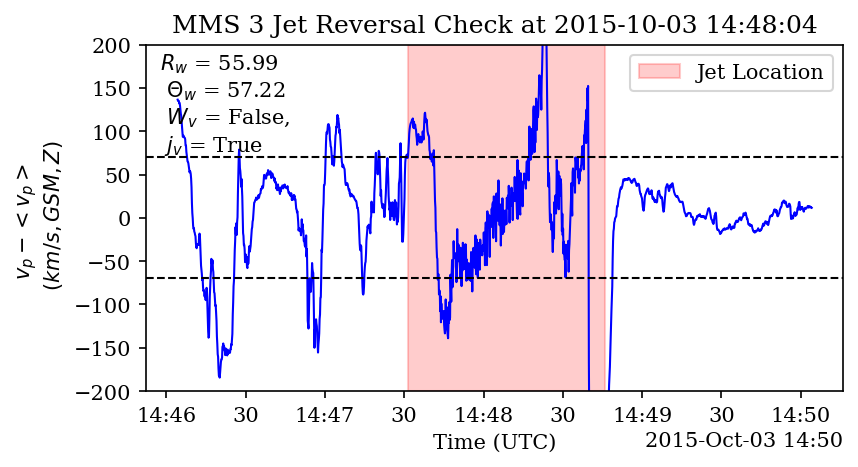 MMS 3 Jet Reversal Check at 2015-10-03 14:48:04
R_w = 55.99
Θ_w = 57.22
W_v = False,
j_v = True
Jet Location
v_p − < v_p >
(km/s, GSM, Z)
200
150
100
50
0
−50
−100
−150
−200
14:46
30
14:47
30
14:48
30
14:49
30
14:50
Time (UTC)
2015-Oct-03 14:50